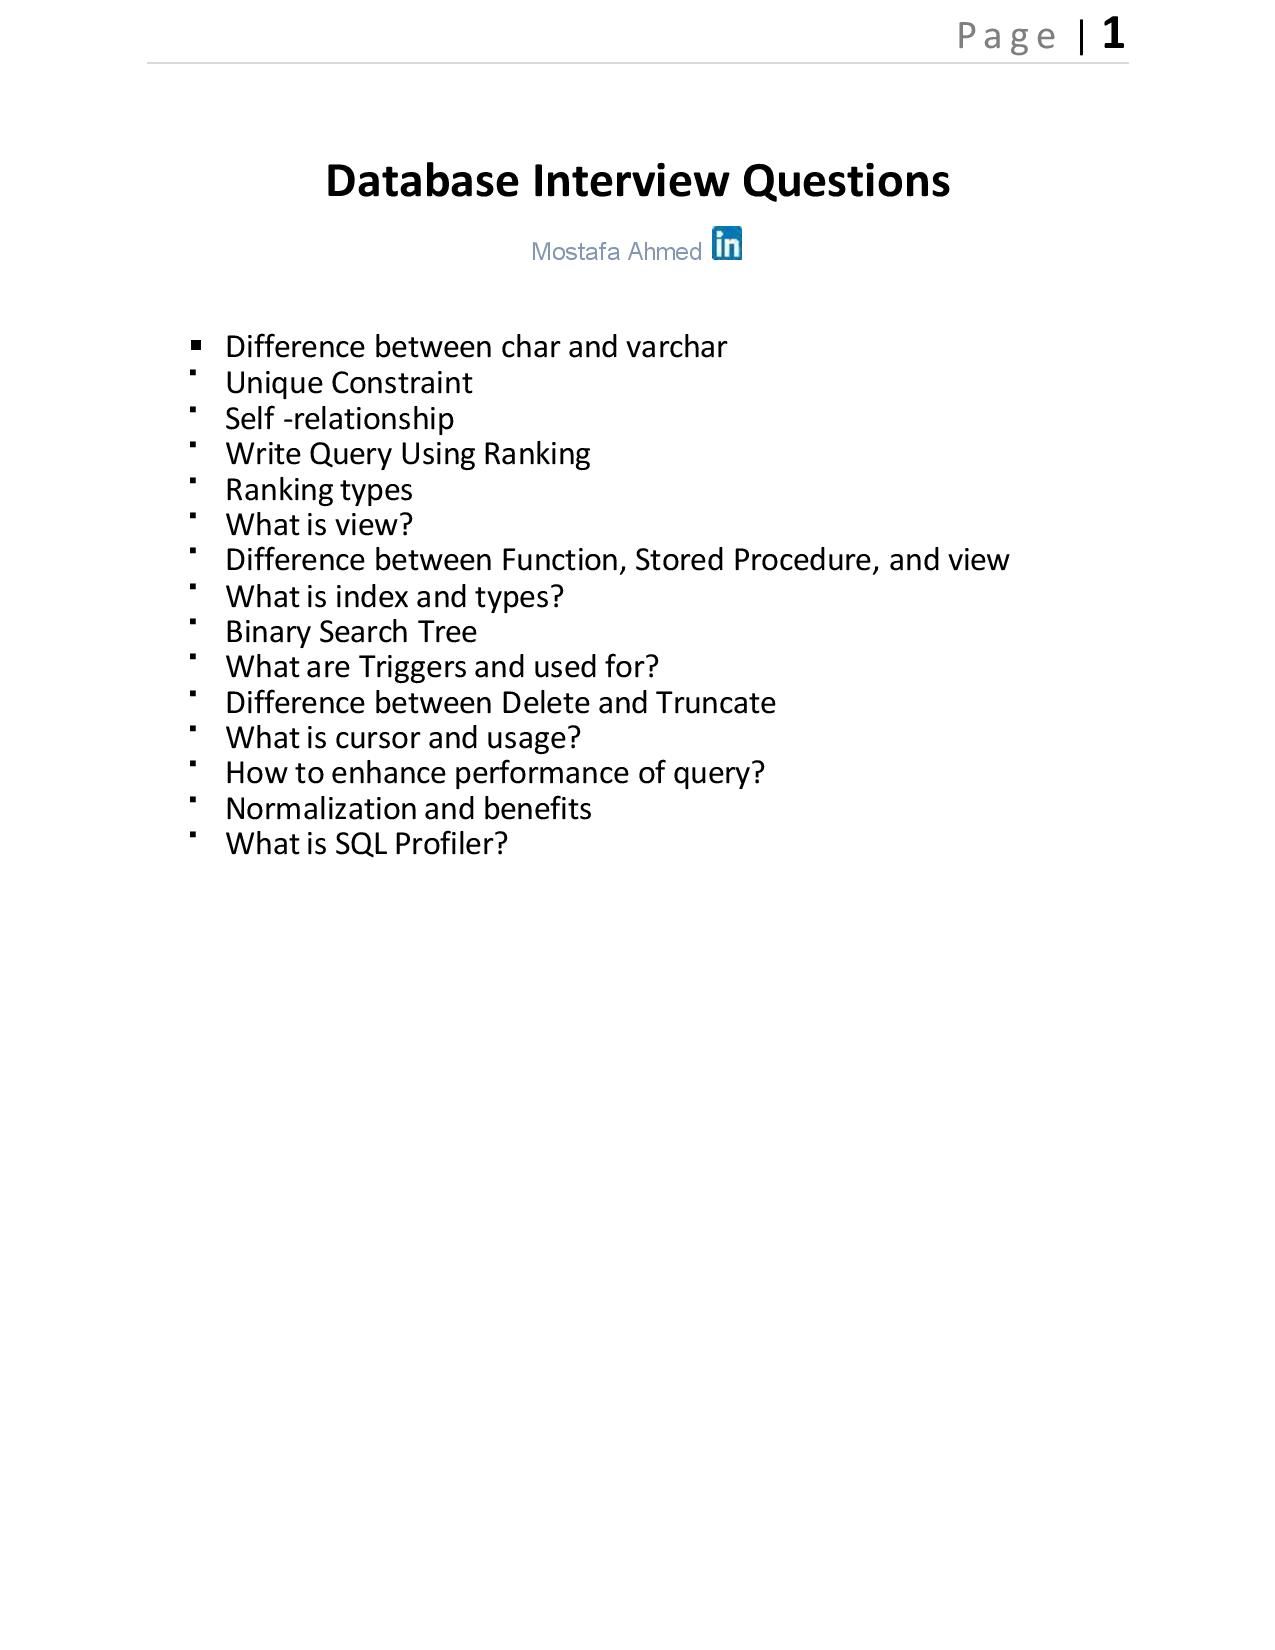 Page | 1
Database Interview Questions
Mostafa Ahmed in
▪ Difference between char and varchar
▪ Unique Constraint
▪ Self -relationship
▪ Write Query Using Ranking
▪ Ranking types
▪ What is view?
▪ Difference between Function, Stored Procedure, and view
▪ What is index and types?
▪ Binary Search Tree
▪ What are Triggers and used for?
▪ Difference between Delete and Truncate
▪ What is cursor and usage?
▪ How to enhance performance of query?
▪ Normalization and benefits
▪ What is SQL Profiler?